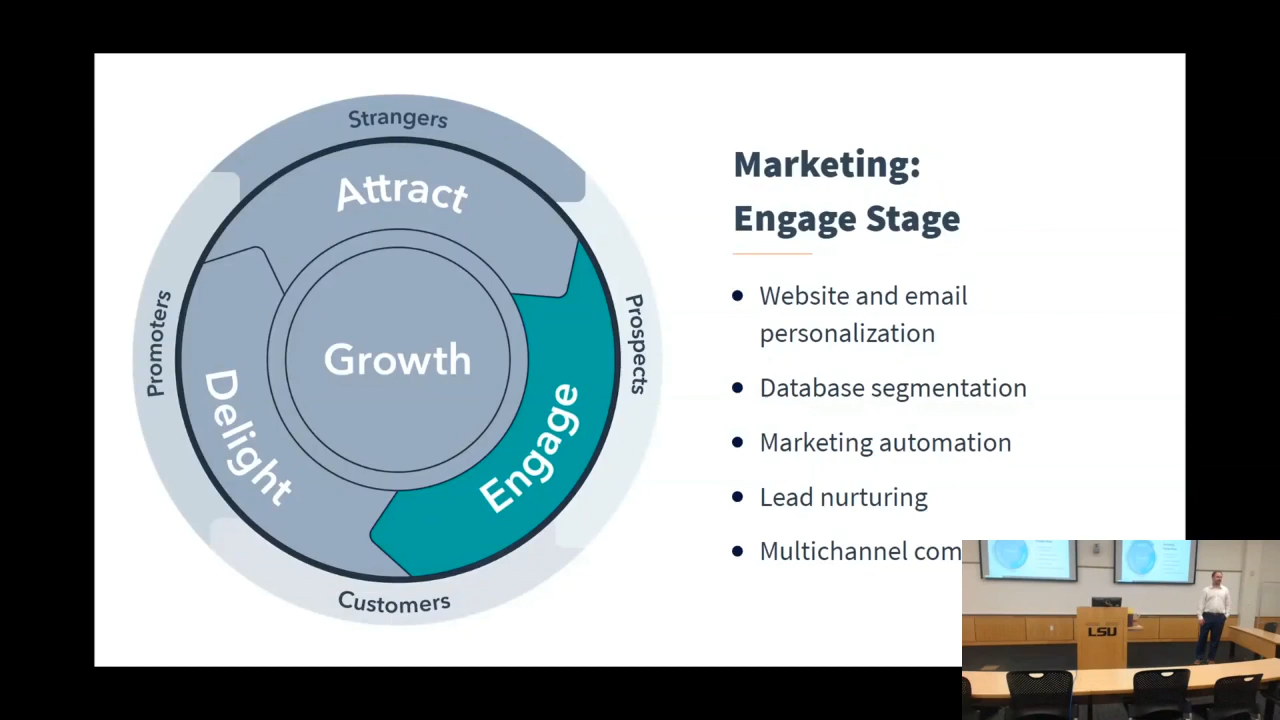 Strangers
Attract
Promoters
Prospects
Growth
Delight
Engage
Customers
Marketing:
Engage Stage
Website and email
personalization
Database segmentation
Marketing automation
Lead nurturing
Multichannel com
LSU